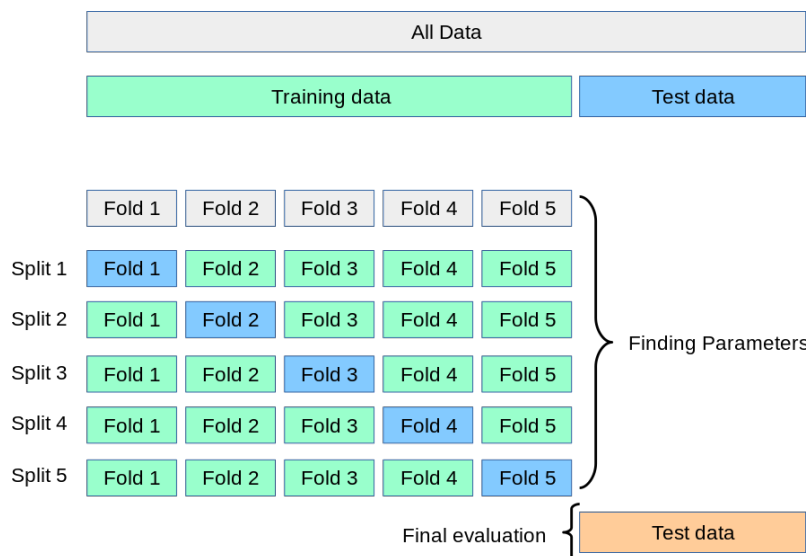 All Data
Training data Test data
Fold 1 Fold 2 Fold 3 Fold 4 Fold 5
Split 1 Fold 1 Fold 2 Fold 3 Fold 4 Fold 5
Split 2 Fold 1 Fold 2 Fold 3 Fold 4 Fold 5
Finding Parameters
Split 3 Fold 1 Fold 2 Fold 3 Fold 4 Fold 5
Split 4 Fold 1 Fold 2 Fold 3 Fold 4 Fold 5
Split 5 Fold 1 Fold 2 Fold 3 Fold 4 Fold 5
Final evaluation Test data